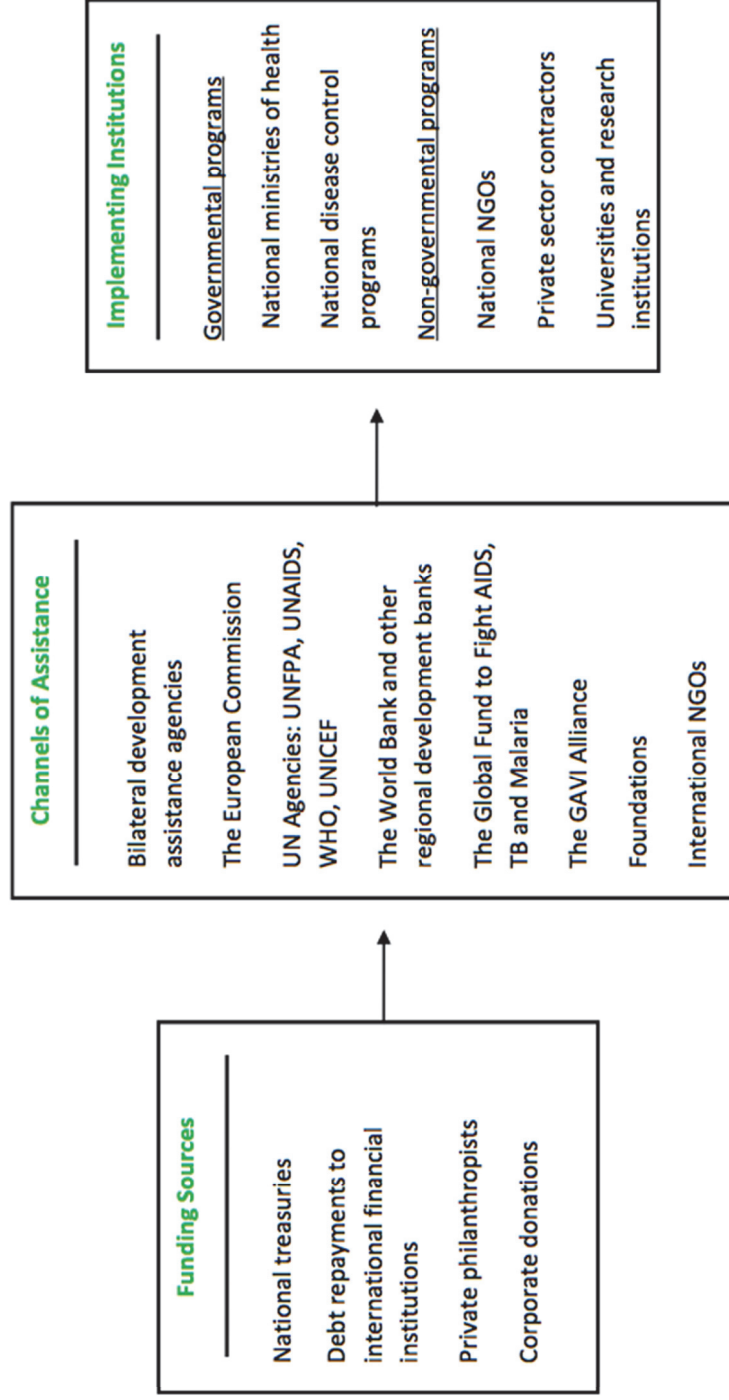 Funding Sources
National treasuries
Debt repayments to
international financial
institutions
Private philanthropists
Corporate donations
Channels of Assistance
Bilateral development
assistance agencies
The European Commission
UN Agencies: UNFPA, UNAIDS,
WHO, UNICEF
The World Bank and other
regional development banks
The Global Fund to Fight AIDS,
TB and Malaria
The GAVI Alliance
Foundations
International NGOs
Implementing Institutions
Governmental programs
National ministries of health
National disease control
programs
Non-governmental programs
National NGOs
Private sector contractors
Universities and research
institutions